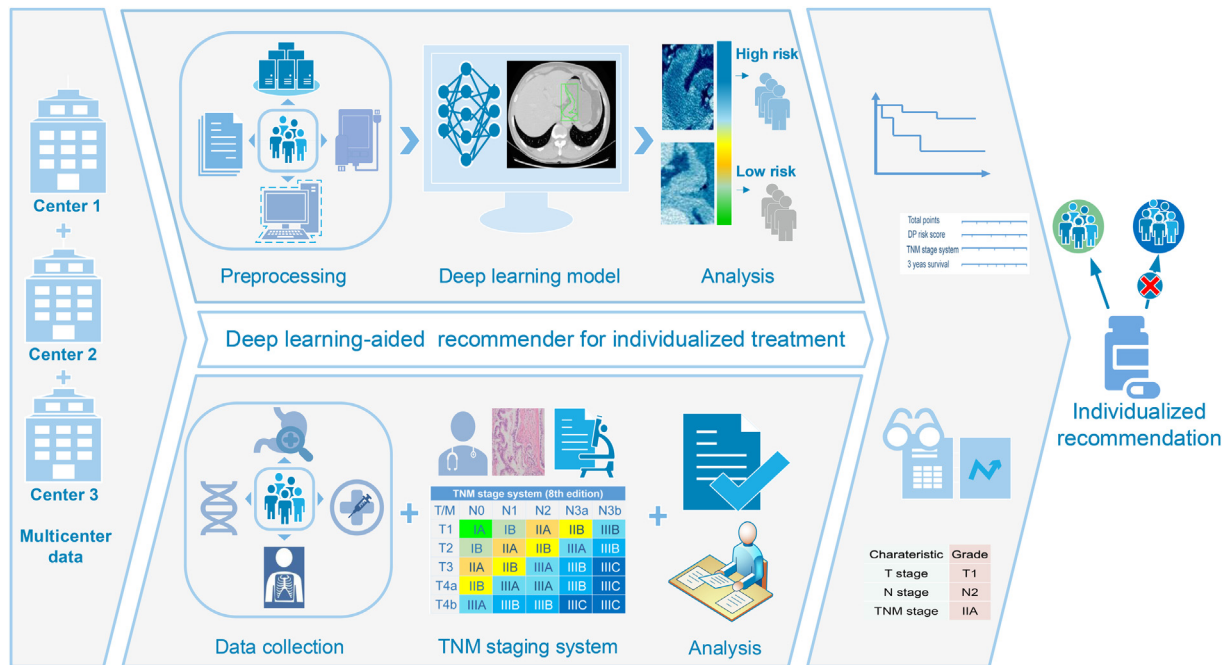 Center 1
+
Center 2
+
Center 3
Multicenter
data
Preprocessing
Deep learning model
High risk
Low risk
Analysis
Deep learning-aided recommender for individualized treatment
Data collection
+
TNM stage system (8th edition)
T/M N0 N1 N2 N3a N3b
T1 IA IB IIA IIB IIIB
T2 IB IIA IIB IIIA IIIB
T3 IIA IIB IIIA IIIB IIIC
T4a IIB IIIA IIIA IIIB IIIC
T4b IIIA IIIB IIIB IIIC IIIC
TNM staging system
+
Analysis
Total points
DP risk score
TNM stage system
3 yeas survival
Charateristic Grade
T stage T1
N stage N2
TNM stage IIA
Individualized
recommendation